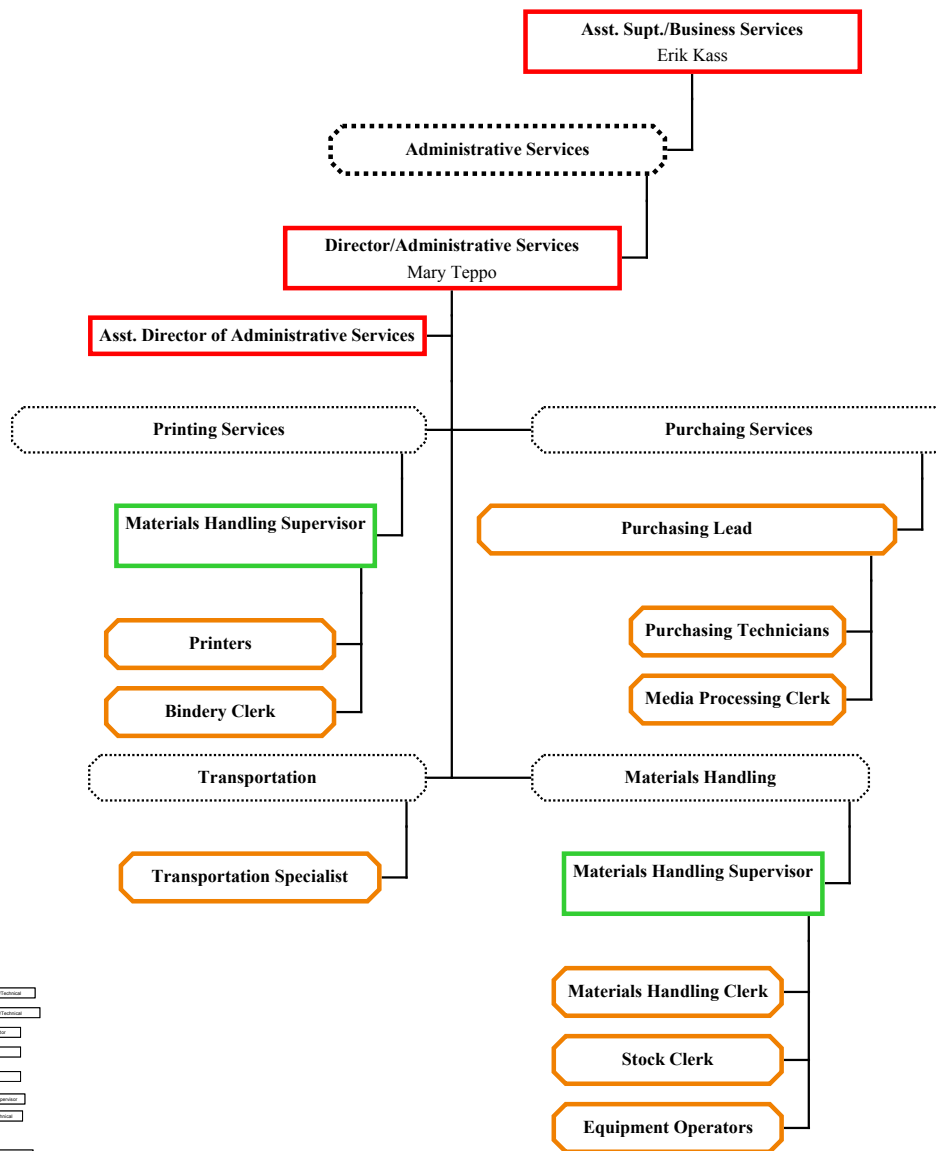 Asst. Supt./Business Services
Erik Kass
Administrative Services
Director/Administrative Services
Mary Teppo
Asst. Director of Administrative Services
Printing Services
Purchaing Services
Materials Handling Supervisor
Purchasing Lead
Printers
Purchasing Technicians
Bindery Clerk
Media Processing Clerk
Transportation
Materials Handling
Transportation Specialist
Materials Handling Supervisor
Materials Handling Clerk
Stock Clerk
Equipment Operators
/Technical
/Technical